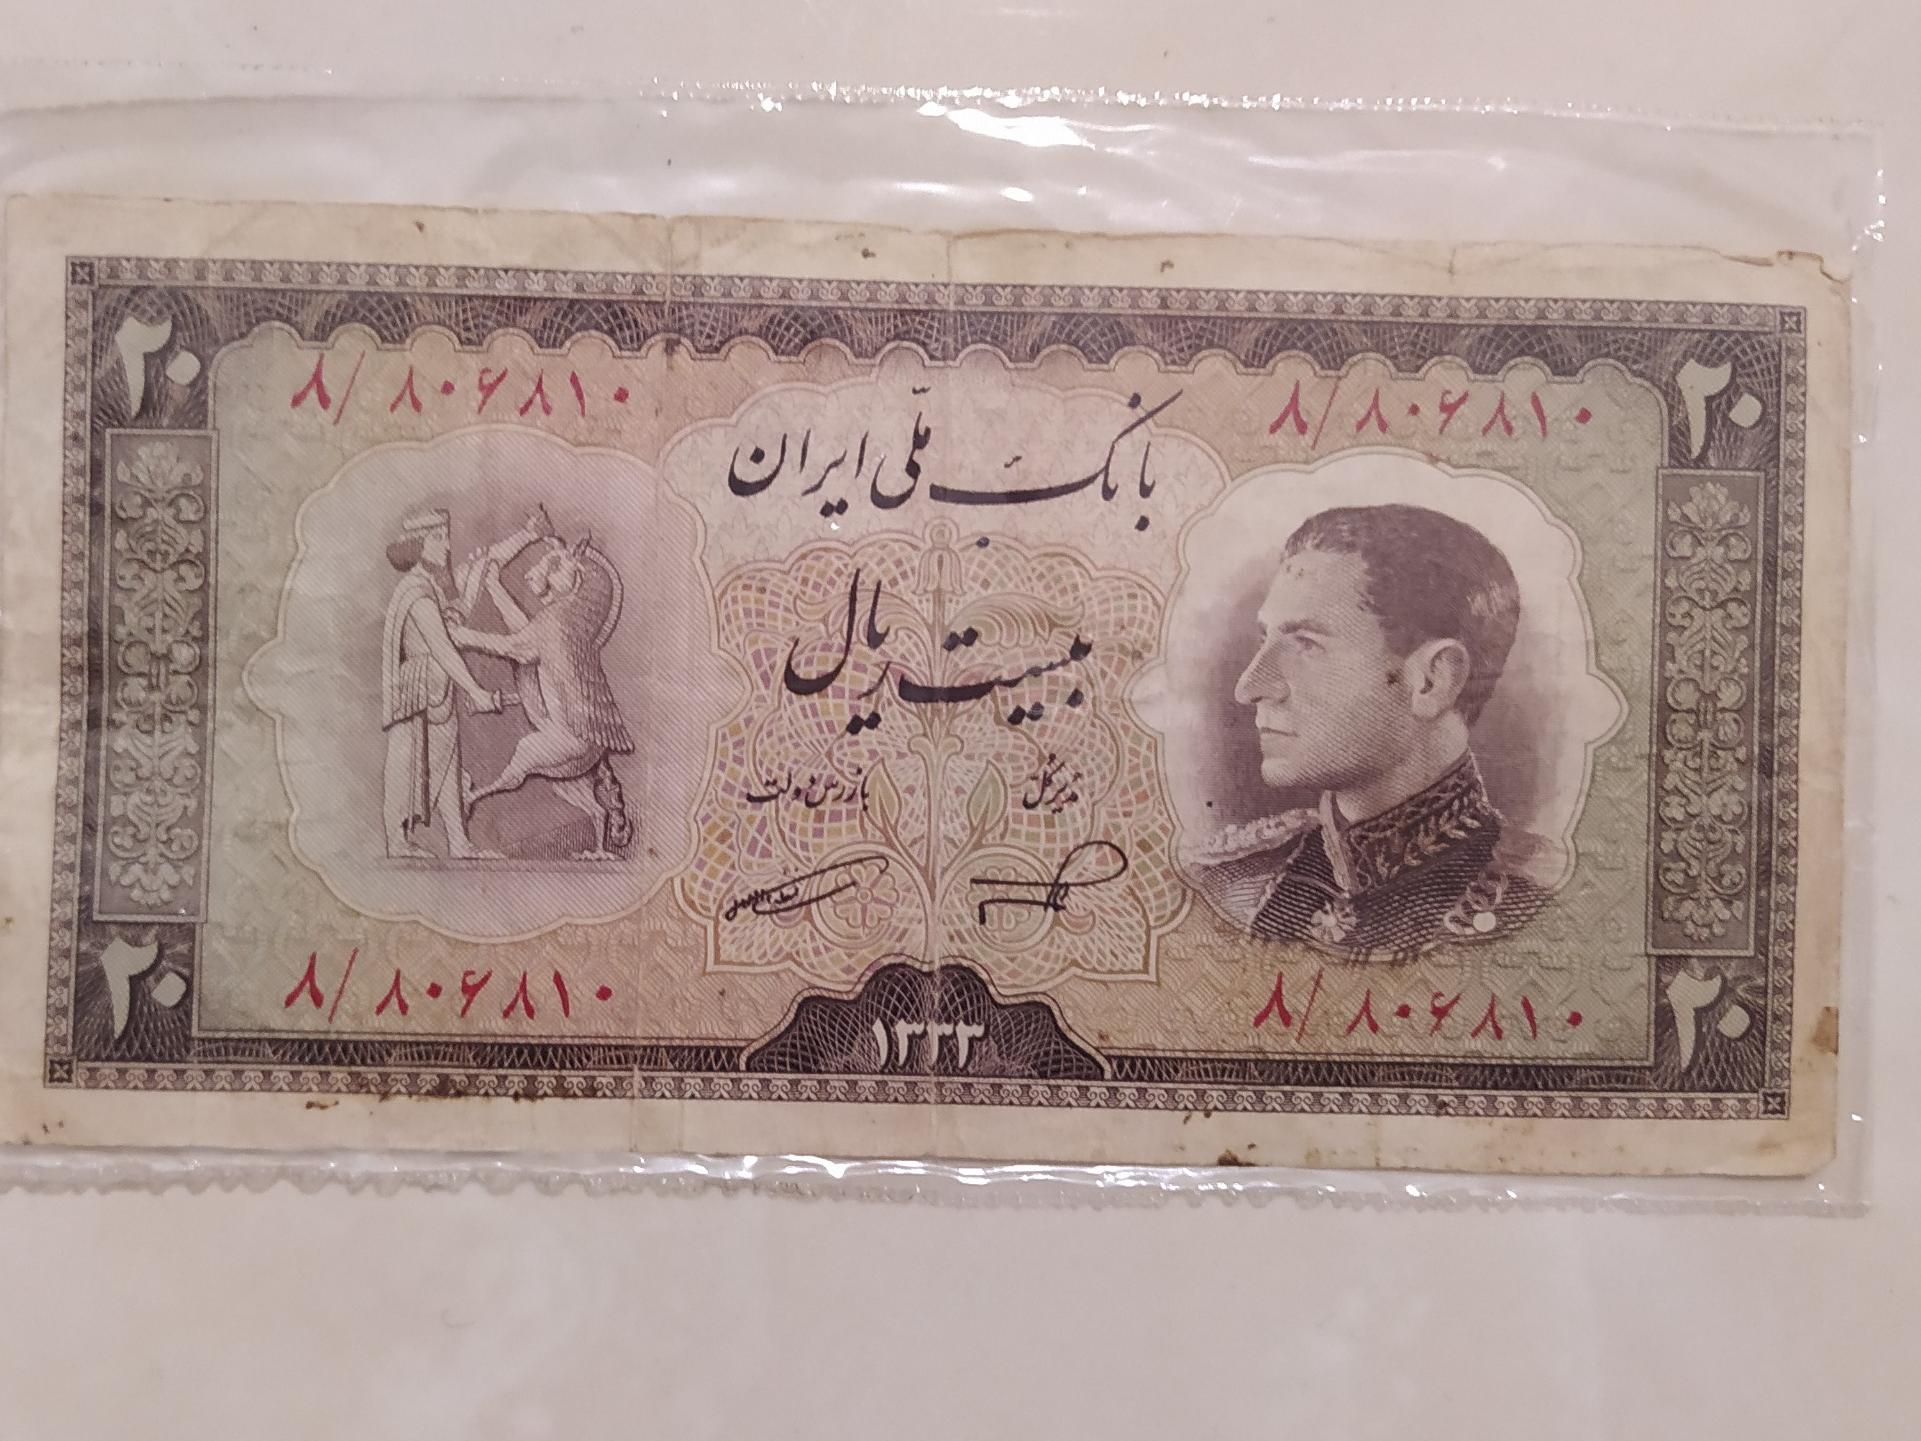 ۲۰ ۲۰
۸/ ۸۰۶۸۱۰ ۸/ ۸۰۶۸۱۰
بانک ملّی ایران
بیست ریال
مدیر کل بازرس دولت
۸/ ۸۰۶۸۱۰ ۸/ ۸۰۶۸۱۰
۲۰ ۱۳۳۳ ۲۰